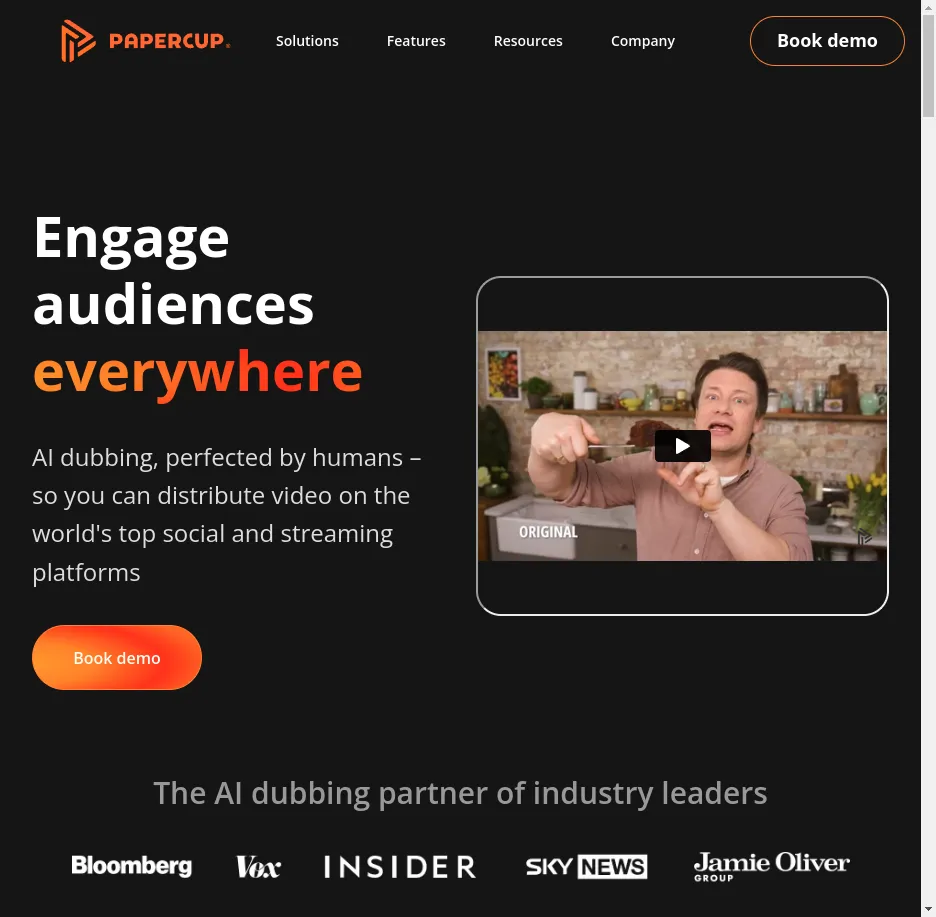 PAPERCUP
Solutions
Features
Resources
Company
Book demo
Engage
audiences
everywhere
AI dubbing, perfected by humans –
so you can distribute video on the
world's top social and streaming
platforms
ORIGINAL
Book demo
The AI dubbing partner of industry leaders
Bloomberg
Vox
INSIDER
SKY NEWS
Jamie Oliver
GROUP